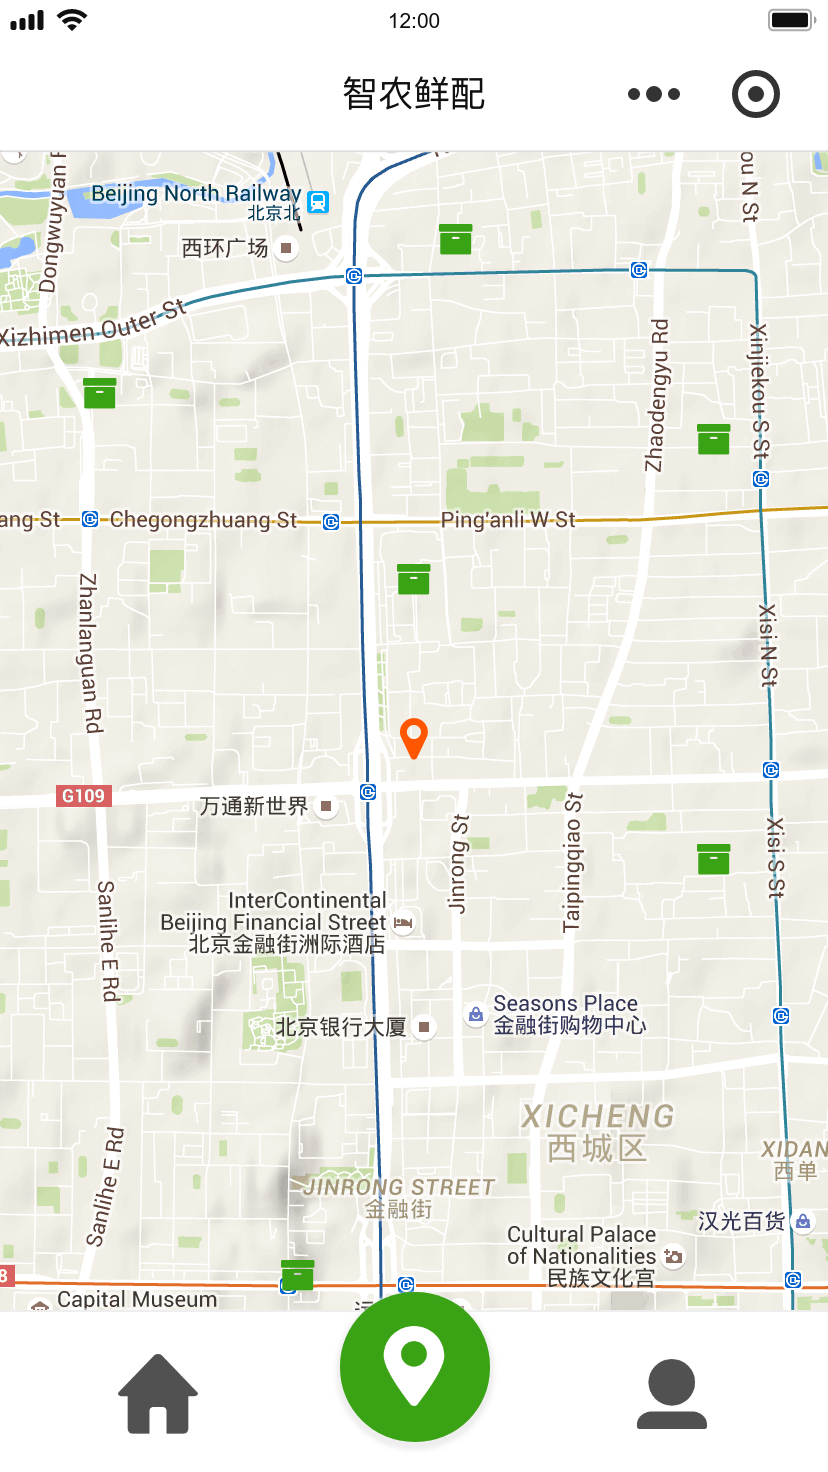 12:00
智农鲜配
Dongwuyuan
ou N St
Beijing North Railway
北京北
西环广场
Xizhimen Outer St
Zhaodengyu Rd
Xinjiekou S St
ang St
Chegongzhuang St
Ping'anli W St
Zhanlanguan Rd
Xisi N St
G109
万通新世界
Jinrong St
Taipingqiao St
Xisi S St
InterContinental
Beijing Financial Street
北京金融街洲际酒店
Sanlihe E Rd
Seasons Place
金融街购物中心
北京银行大厦
XICHENG
西城区
Sanlihe E Rd
XIDAN
西单
JINRONG STREET
金融街
汉光百货
Cultural Palace
of Nationalities
民族文化宫
8
Capital Museum